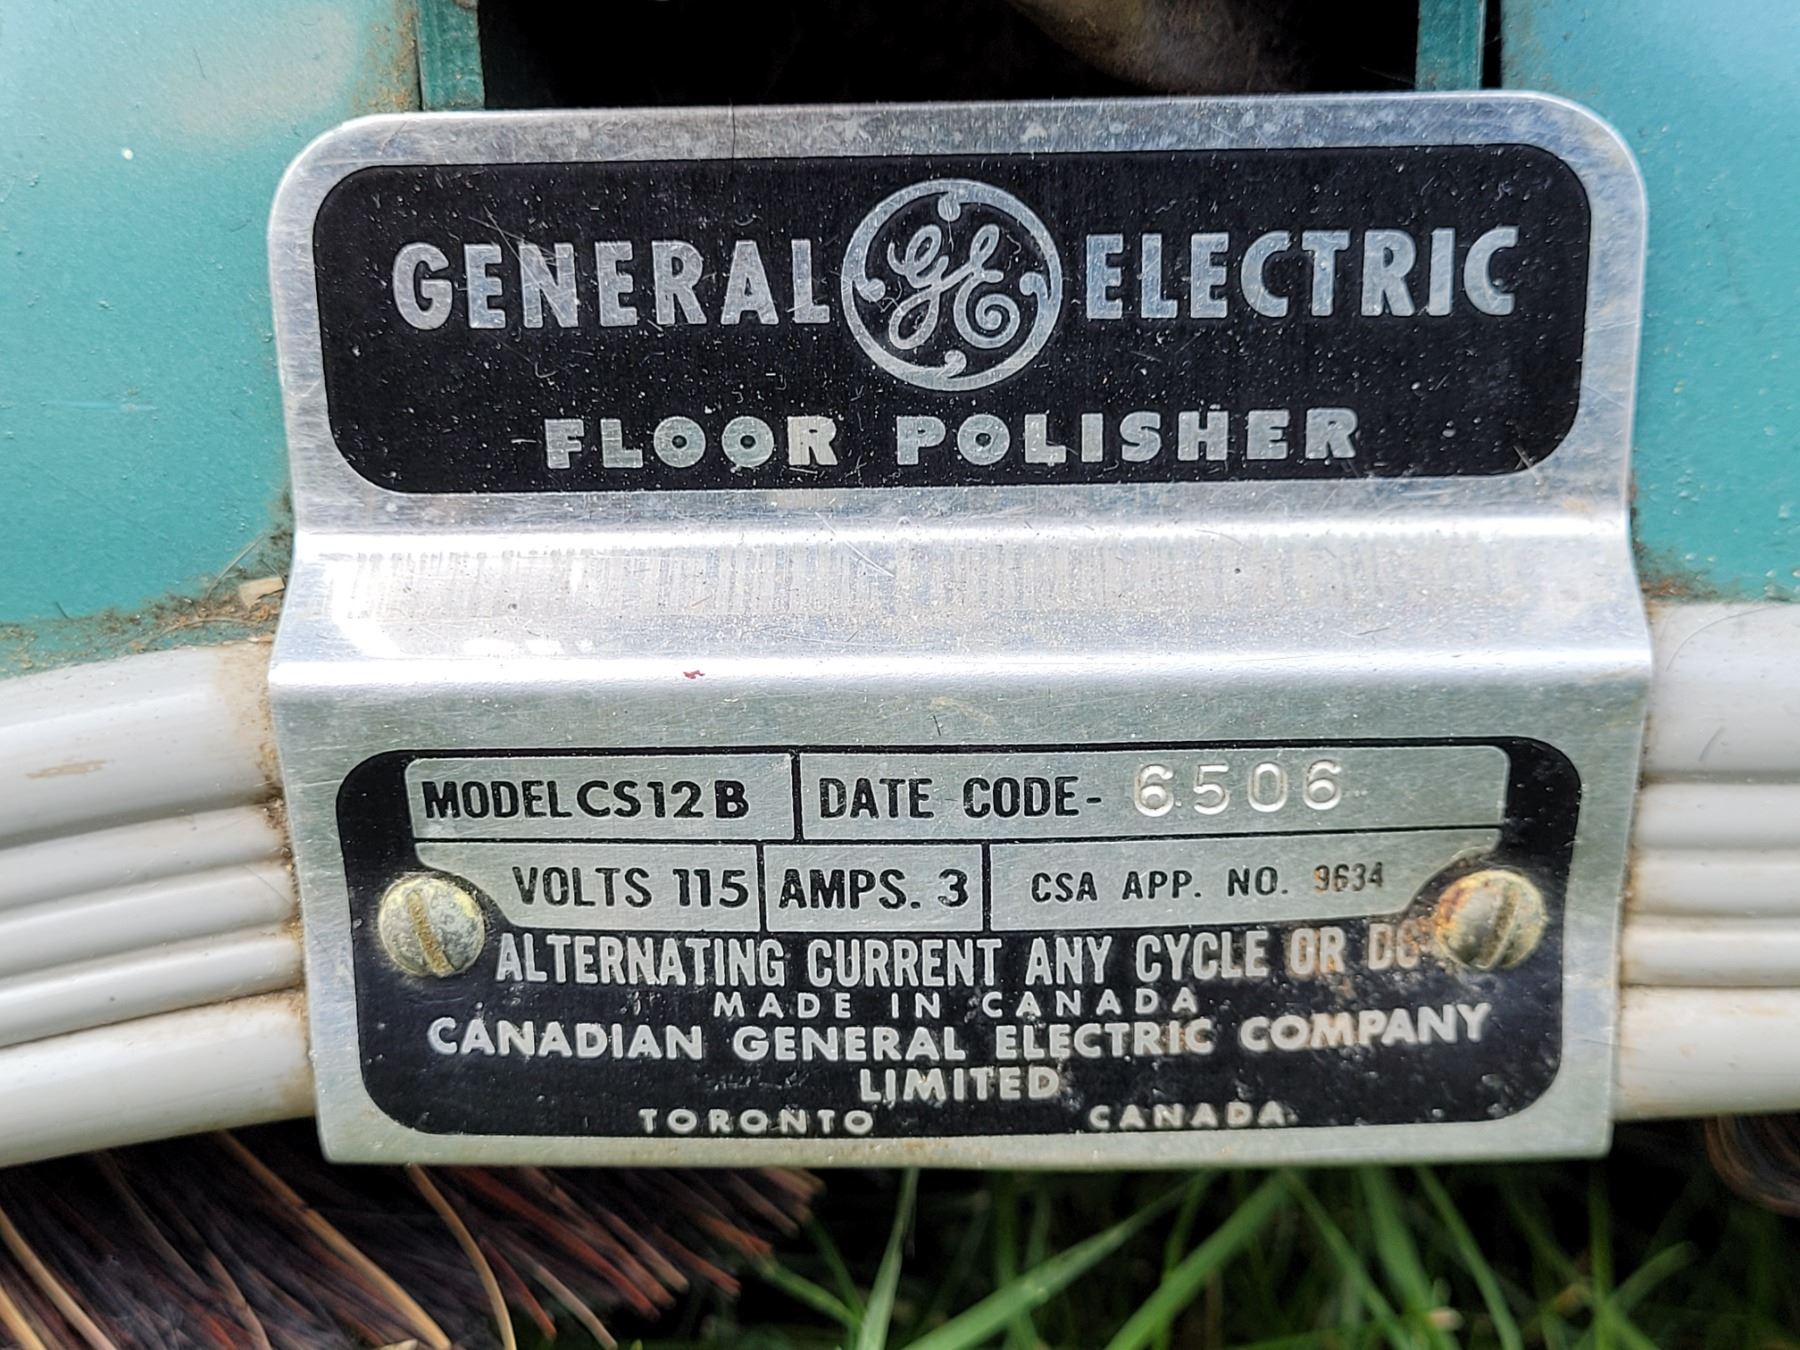 GENERAL GE ELECTRIC
FLOOR POLISHER
MODEL CS12B DATE CODE- 6506
VOLTS 115 AMPS. 3 CSA APP. NO. 9634
ALTERNATING CURRENT ANY CYCLE OR DC
MADE IN CANADA
CANADIAN GENERAL ELECTRIC COMPANY
LIMITED
TORONTO CANADA